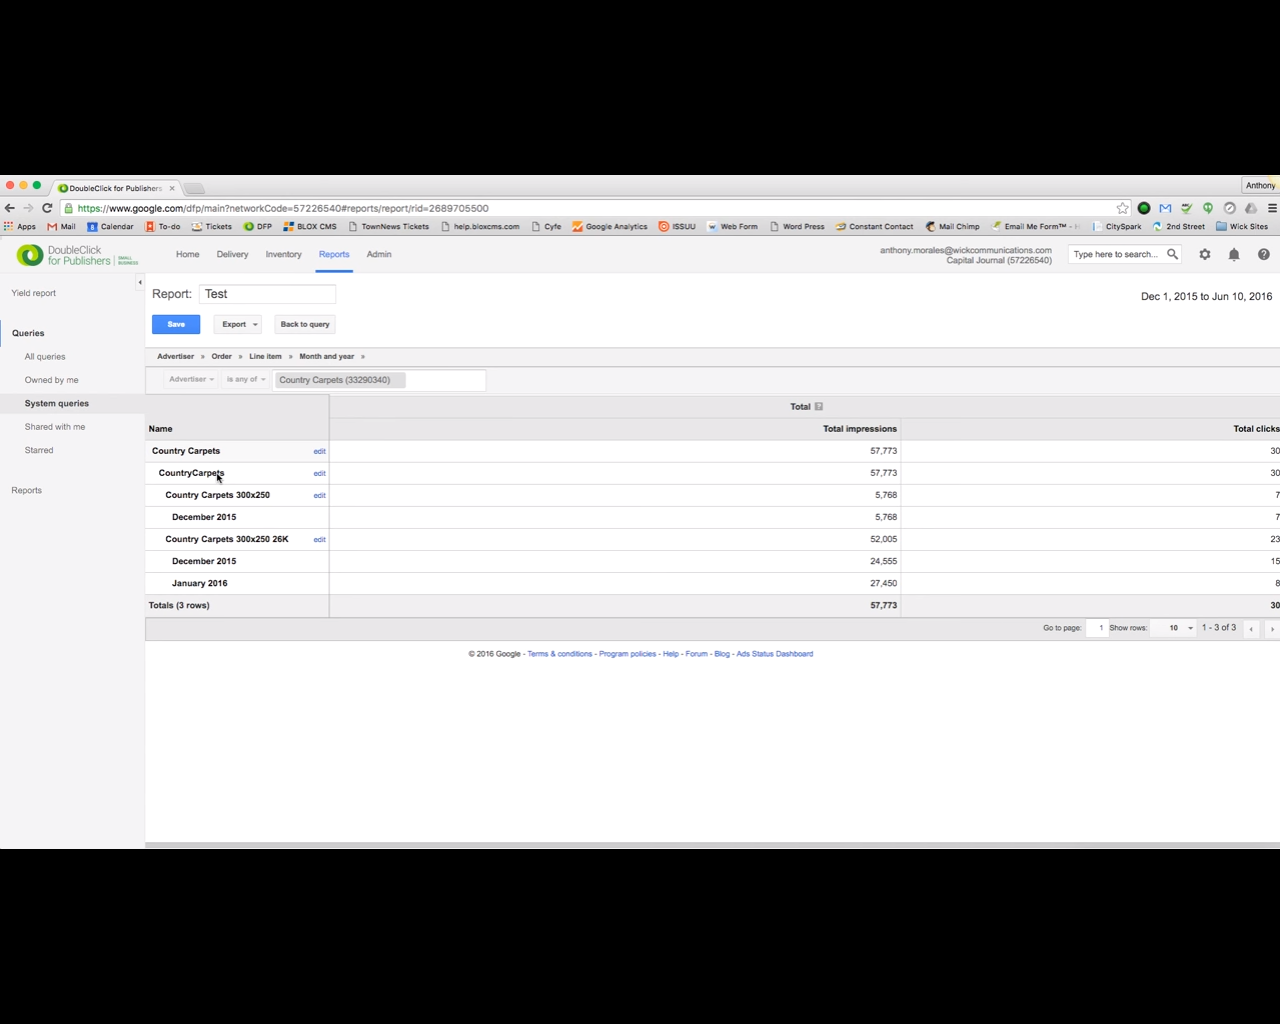 DoubleClick for Publishers
Anthony
https://www.google.com/dfp/main?networkCode=57226540#reports/report/rid=2689705500
Apps Mail Calendar To-do Tickets DFP BLOX CMS TownNews Tickets help.bloxcms.com Cyfe Google Analytics ISSUU Web Form Word Press Constant Contact Mail Chimp Email Me Form™ - CitySpark 2nd Street Wick Sites
DoubleClick
for Publishers SMALL BUSINESS
Home Delivery Inventory Reports Admin
anthony.morales@wickcommunications.com
Capital Journal (57226540)
Type here to search...
Yield report
Queries
All queries
Owned by me
System queries
Shared with me
Starred
Reports
Report: Test
Dec 1, 2015 to Jun 10, 2016
Save Export Back to query
Advertiser » Order » Line item » Month and year »
Advertiser is any of Country Carpets (33290340)
Total ?
Name Total impressions Total clicks
Country Carpets edit 57,773 30
CountryCarpets edit 57,773 30
Country Carpets 300x250 edit 5,768 7
December 2015 5,768 7
Country Carpets 300x250 26K edit 52,005 23
December 2015 24,555 15
January 2016 27,450 8
Totals (3 rows) 57,773 30
Go to page: 1 Show rows: 10 1 - 3 of 3
© 2016 Google - Terms & conditions - Program policies - Help - Forum - Blog - Ads Status Dashboard